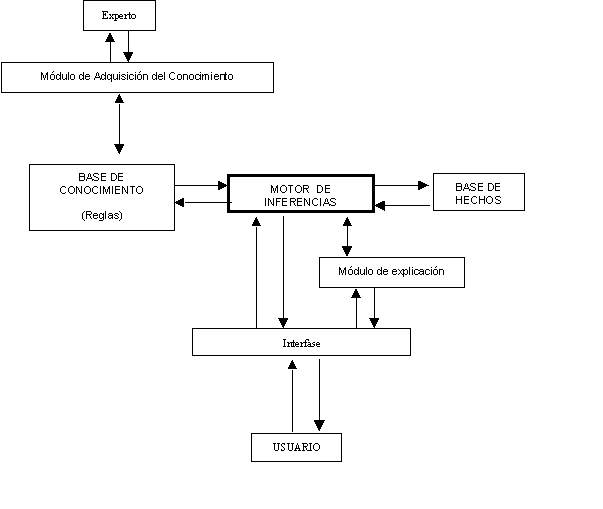 Experto
Módulo de Adquisición del Conocimiento
BASE DE
CONOCIMIENTO
(Reglas)
MOTOR DE
INFERENCIAS
BASE DE
HECHOS
Módulo de explicación
Interfase
USUARIO